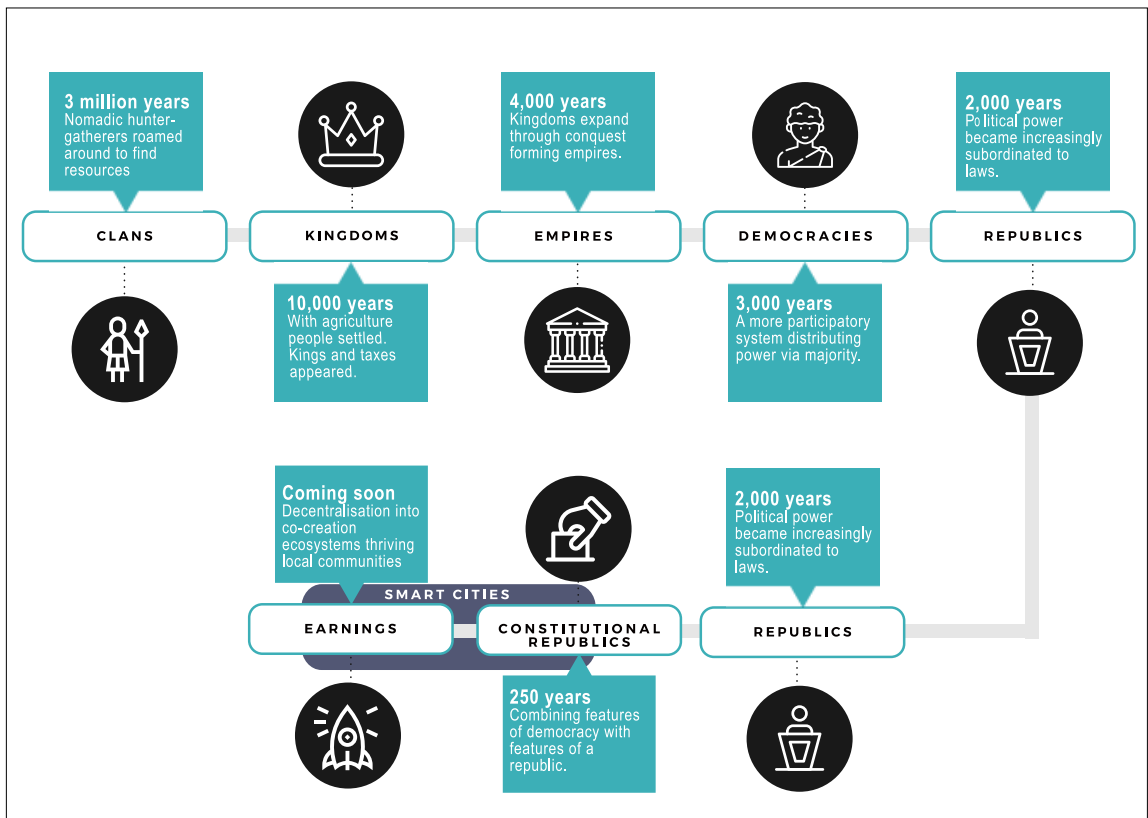 3 million years
Nomadic hunter-
gatherers roamed
around to find
resources
4,000 years
Kingdoms expand
through conquest
forming empires.
2,000 years
Political power
became increasingly
subordinated to
laws.
CLANS
KINGDOMS
EMPIRES
DEMOCRACIES
REPUBLICS
10,000 years
With agriculture
people settled.
Kings and taxes
appeared.
3,000 years
A more participatory
system distributing
power via majority.
Coming soon
Decentralisation into
co-creation
ecosystems thriving
local communities
2,000 years
Political power
became increasingly
subordinated to
laws.
SMART CITIES
EARNINGS
CONSTITUTIONAL
REPUBLICS
REPUBLICS
250 years
Combining features
of democracy with
features of a
republic.